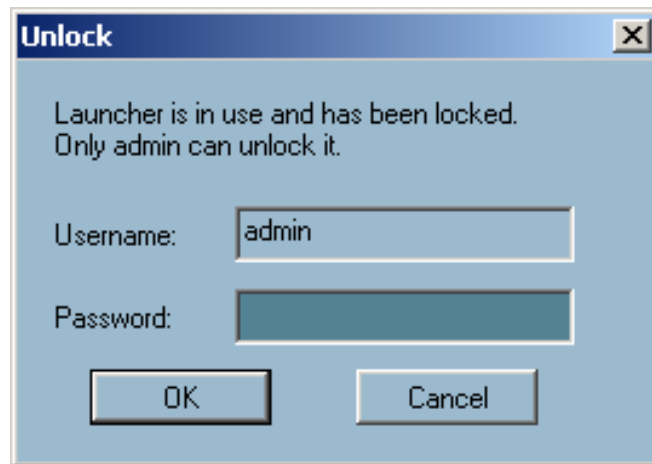 Unlock
Launcher is in use and has been locked.
Only admin can unlock it.
Username: admin
Password:
OK Cancel